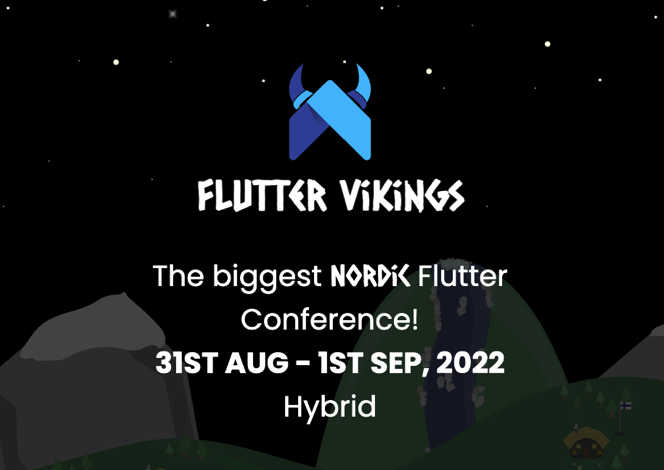 FLUTTER ViKiNGS
The biggest NORDiC Flutter
Conference!
31ST AUG – 1ST SEP, 2022
Hybrid